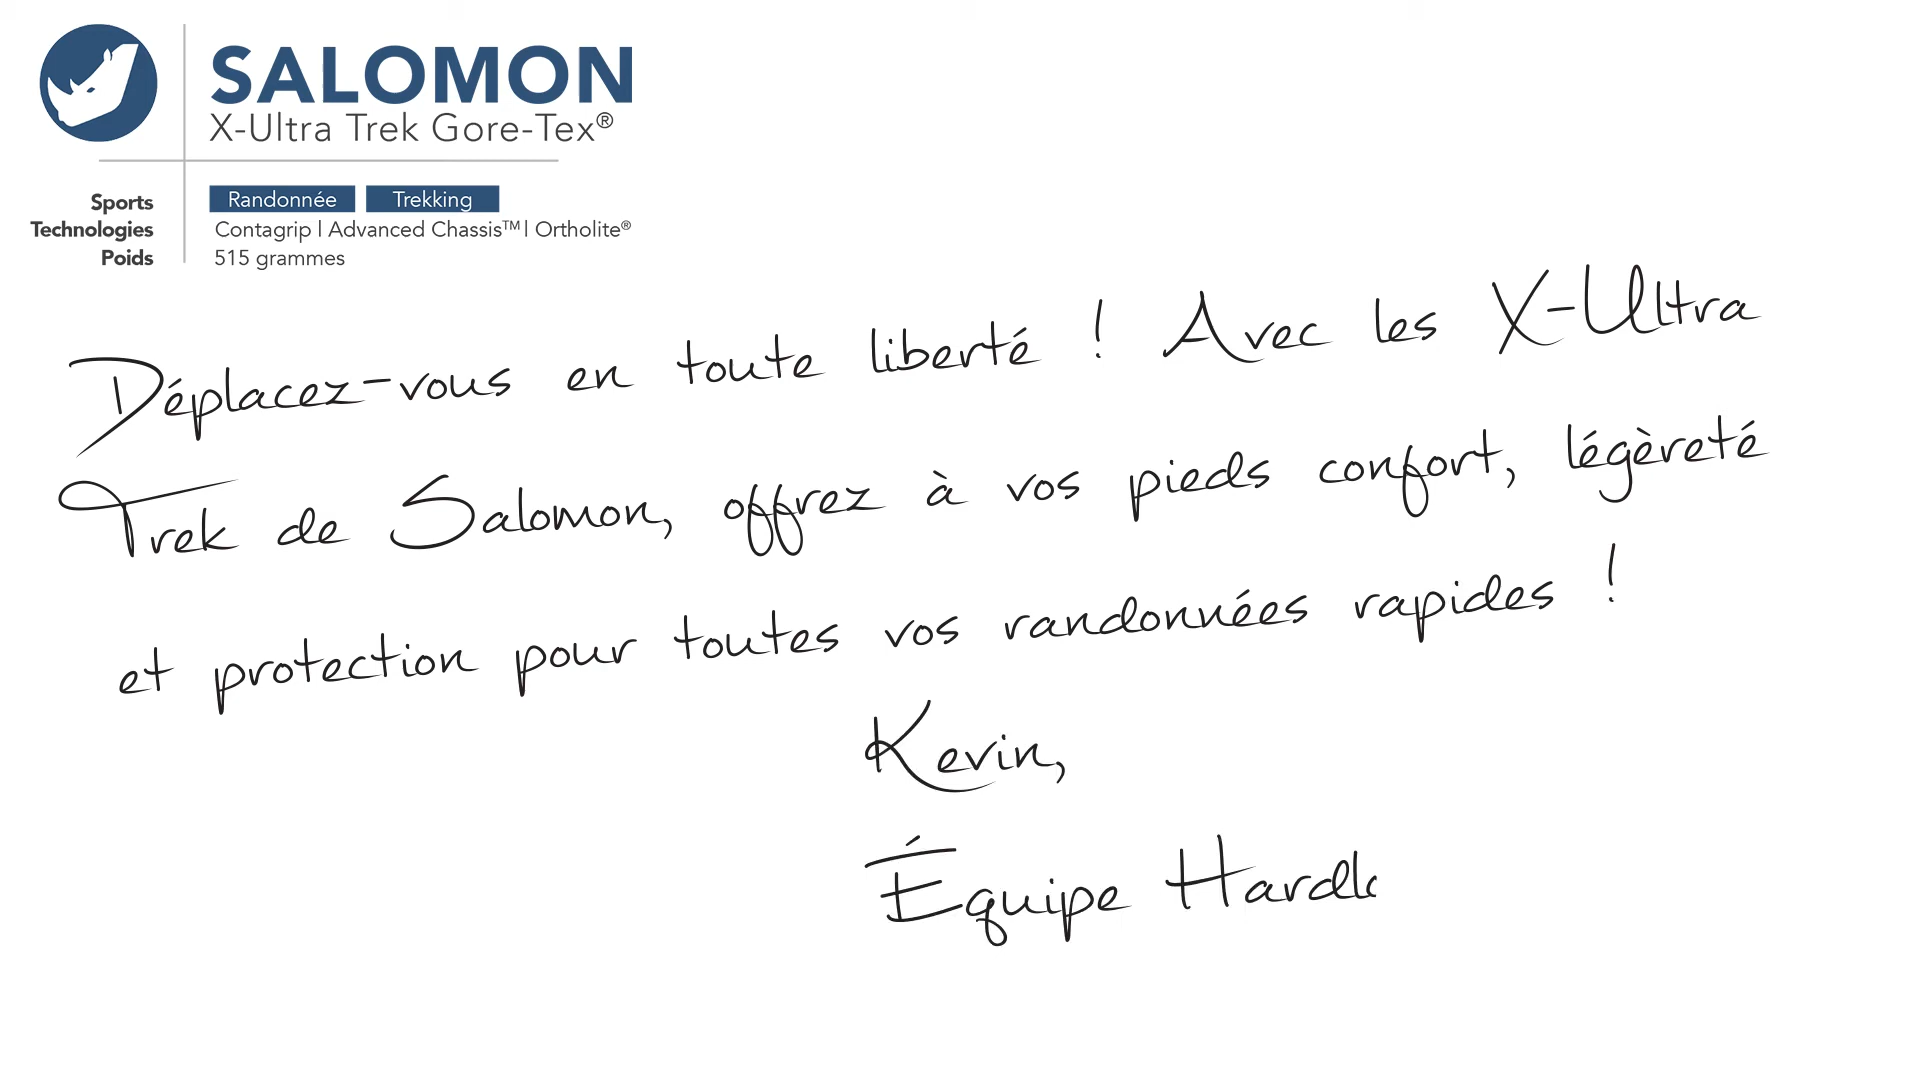 SALOMON
X-Ultra Trek Gore-Tex®
Sports Randonnée Trekking
Technologies Contagrip | Advanced Chassis™ | Ortholite®
Poids 515 grammes
Déplacez-vous en toute liberté ! Avec les X-Ultra
Trek de Salomon, offrez à vos pieds confort, légèreté
et protection pour toutes vos randonnées rapides !
Kevin,
Équipe